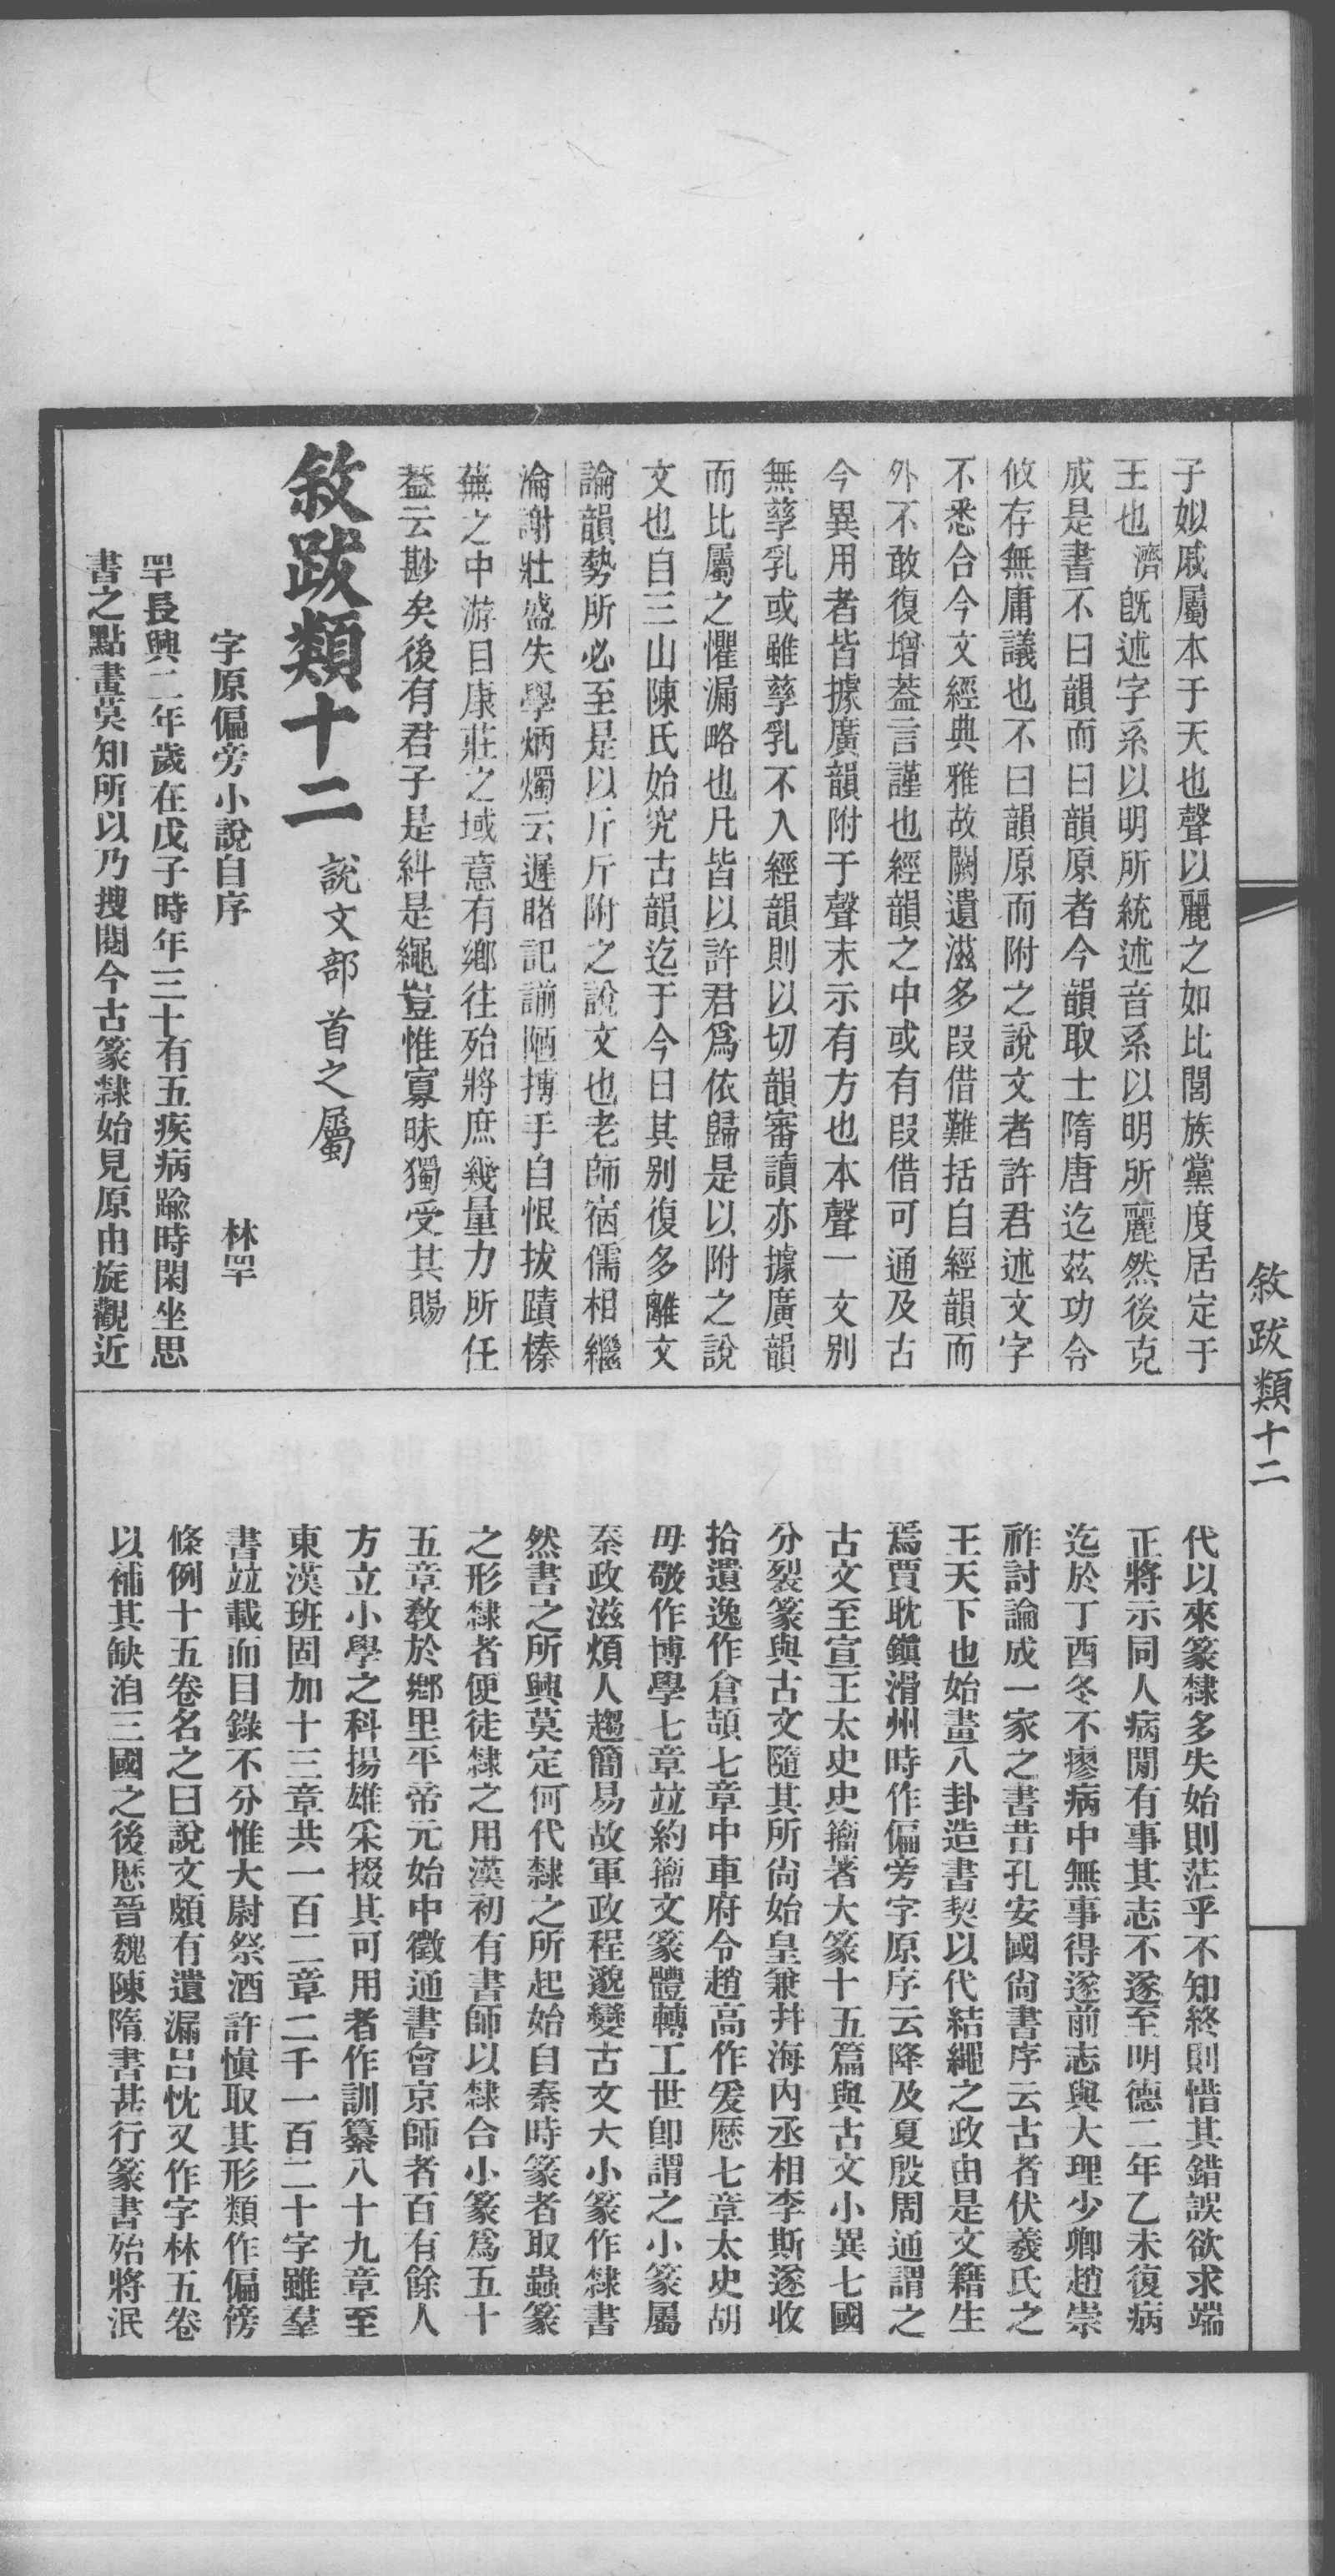 子姒戚屬本于天也聲以麗之如比閭族黨度居定于
王也濟旣述字系以明所統述音系以明所麗然後克
成是書不曰韻而曰韻原者今韻取士隋唐迄茲功令
攸存無庸議也不曰韻原而附之說文者許君述文字
不悉合今文經典雅故闕遺滋多叚借難括自經韻而
外不敢復增葢言謹也經韻之中或有叚借可通及古
今異用者皆據廣韻附于聲末示有方也本聲一文別
無孳乳或雖孳乳不入經韻則以切韻審讀亦據廣韻
而比屬之懼漏略也凡皆以許君爲依歸是以附之說
文也自三山陳氏始究古韻迄于今日其別復多離文
論韻勢所必至是以斤斤附之說文也老師宿儒相繼
淪謝壯盛失學炳燭云遲睹記謭陋摶手自恨拔蹟榛
蕪之中游目康莊之域意有鄉往殆將庶幾量力所任
葢云尠矣後有君子是糾是繩豈惟寡昧獨受其賜
敘跋類十二 說文部首之屬
字原偏旁小說自序 林罕
罕長興二年歲在戊子時年三十有五疾病踰時閑坐思
書之點畫莫知所以乃搜閱今古篆隸始見原由旋觀近
敘跋類十二
代以來篆隸多失始則茫乎不知終則惜其錯誤欲求端
正將示同人病閒有事其志不遂至明德二年乙未復病
迄於丁酉冬不瘳病中無事得遂前志與大理少卿趙崇
祚討論成一家之書昔孔安國尙書序云古者伏羲氏之
王天下也始畫八卦造書契以代結繩之政由是文籍生
焉賈耽鎭滑州時作偏旁字原序云降及夏殷周通謂之
古文至宣王太史史籒著大篆十五篇與古文小異七國
分裂篆與古文隨其所尙始皇兼幷海內丞相李斯遂收
拾遺逸作倉頡七章中車府令趙高作爰歷七章太史胡
毋敬作博學七章竝約籒文篆體轉工世卽謂之小篆屬
秦政滋煩人趨簡易故軍政程邈變古文大小篆作隸書
然書之所興莫定何代隸之所起始自秦時篆者取蟲篆
之形隸者便徒隸之用漢初有書師以隸合小篆爲五十
五章敎於鄉里平帝元始中徵通書會京師者百有餘人
方立小學之科揚雄采掇其可用者作訓纂八十九章至
東漢班固加十三章共一百二章二千一百二十字雖羣
書竝載而目錄不分惟大尉祭酒許愼取其形類作偏傍
條例十五卷名之曰說文頗有遺漏呂忱又作字林五卷
以補其缺洎三國之後歷晉魏陳隋書甚行篆書殆將泯